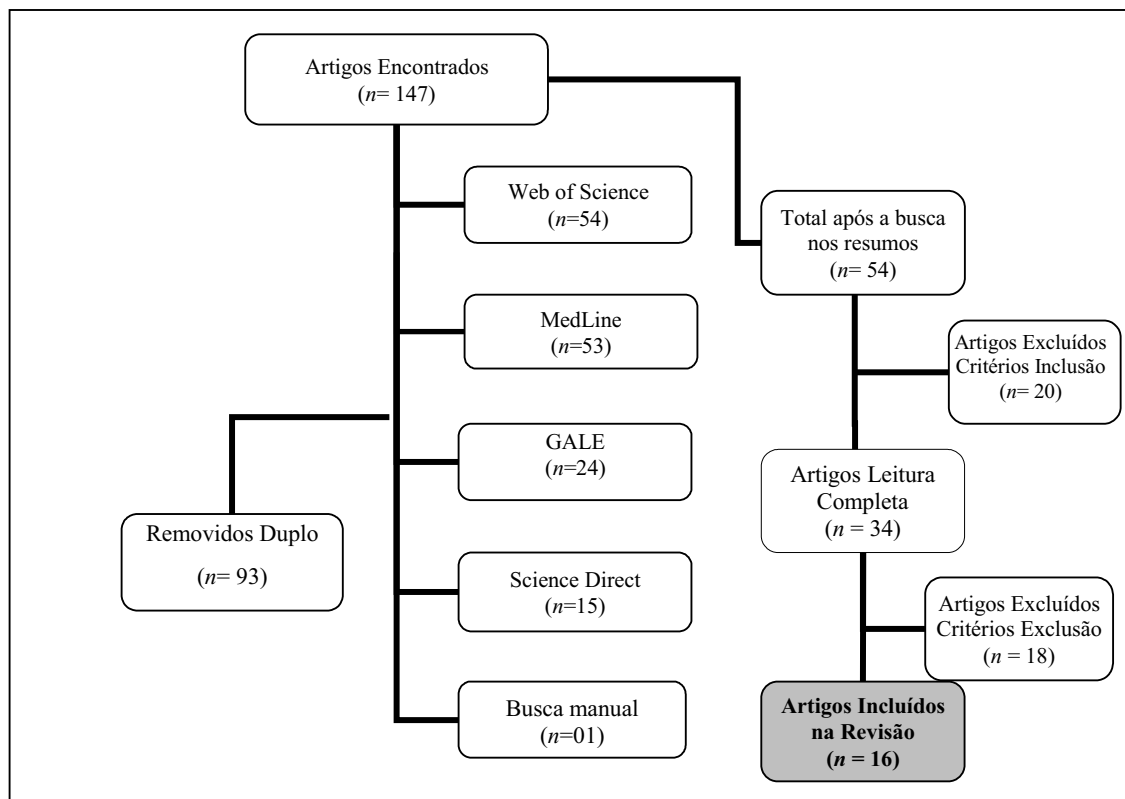 Artigos Encontrados
(n= 147)
Web of Science
(n=54)
MedLine
(n=53)
GALE
(n=24)
Science Direct
(n=15)
Busca manual
(n=01)
Removidos Duplo
(n= 93)
Total após a busca
nos resumos
(n= 54)
Artigos Excluídos
Critérios Inclusão
(n= 20)
Artigos Leitura
Completa
(n = 34)
Artigos Excluídos
Critérios Exclusão
(n = 18)
Artigos Incluídos
na Revisão
(n = 16)